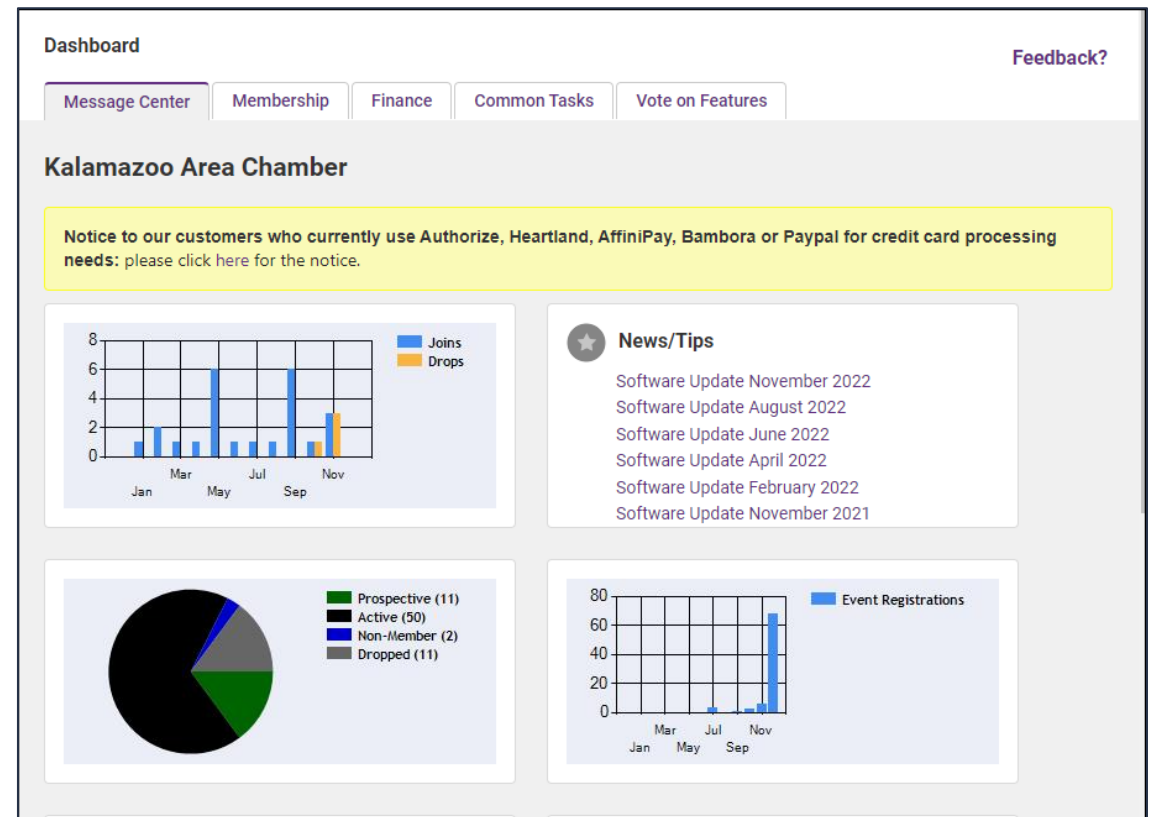 Dashboard
Feedback?
Message Center
Membership
Finance
Common Tasks
Vote on Features
Kalamazoo Area Chamber
Notice to our customers who currently use Authorize, Heartland, AffiniPay, Bambora or Paypal for credit card processing
needs: please click here for the notice.
8
6
4
2
0
Mar
Jul
Nov
Jan
May
Sep
Joins
Drops
News/Tips
Software Update November 2022
Software Update August 2022
Software Update June 2022
Software Update April 2022
Software Update February 2022
Software Update November 2021
Prospective (11)
Active (50)
Non-Member (2)
Dropped (11)
80
60
40
20
0
Mar
Jul
Nov
Jan
May
Sep
Event Registrations